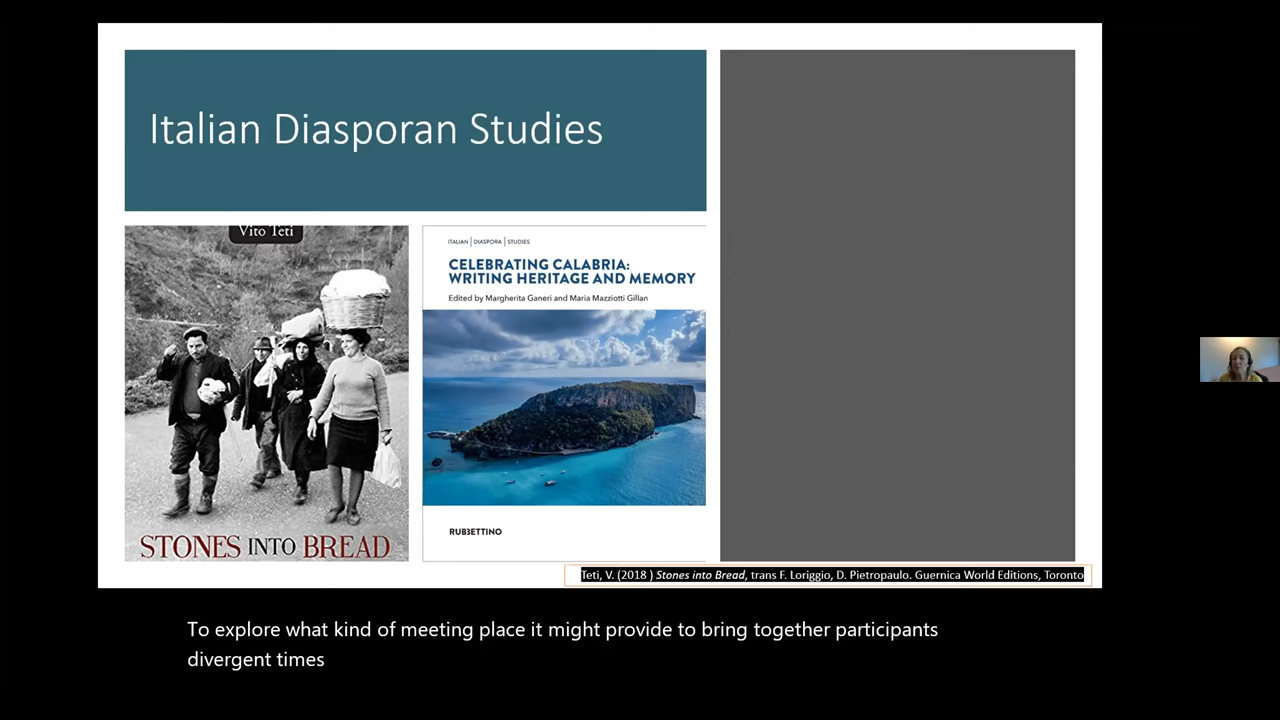 Italian Diasporan Studies
Vito Teti
STONES INTO BREAD
ITALIAN | DIASPORA | STUDIES
CELEBRATING CALABRIA:
WRITING HERITAGE AND MEMORY
Edited by Margherita Ganeri and Maria Mazziotti Gillan
RUBBETTINO
Teti, V. (2018 ) Stones into Bread, trans F. Loriggio, D. Pietropaulo. Guernica World Editions, Toronto
To explore what kind of meeting place it might provide to bring together participants
divergent times